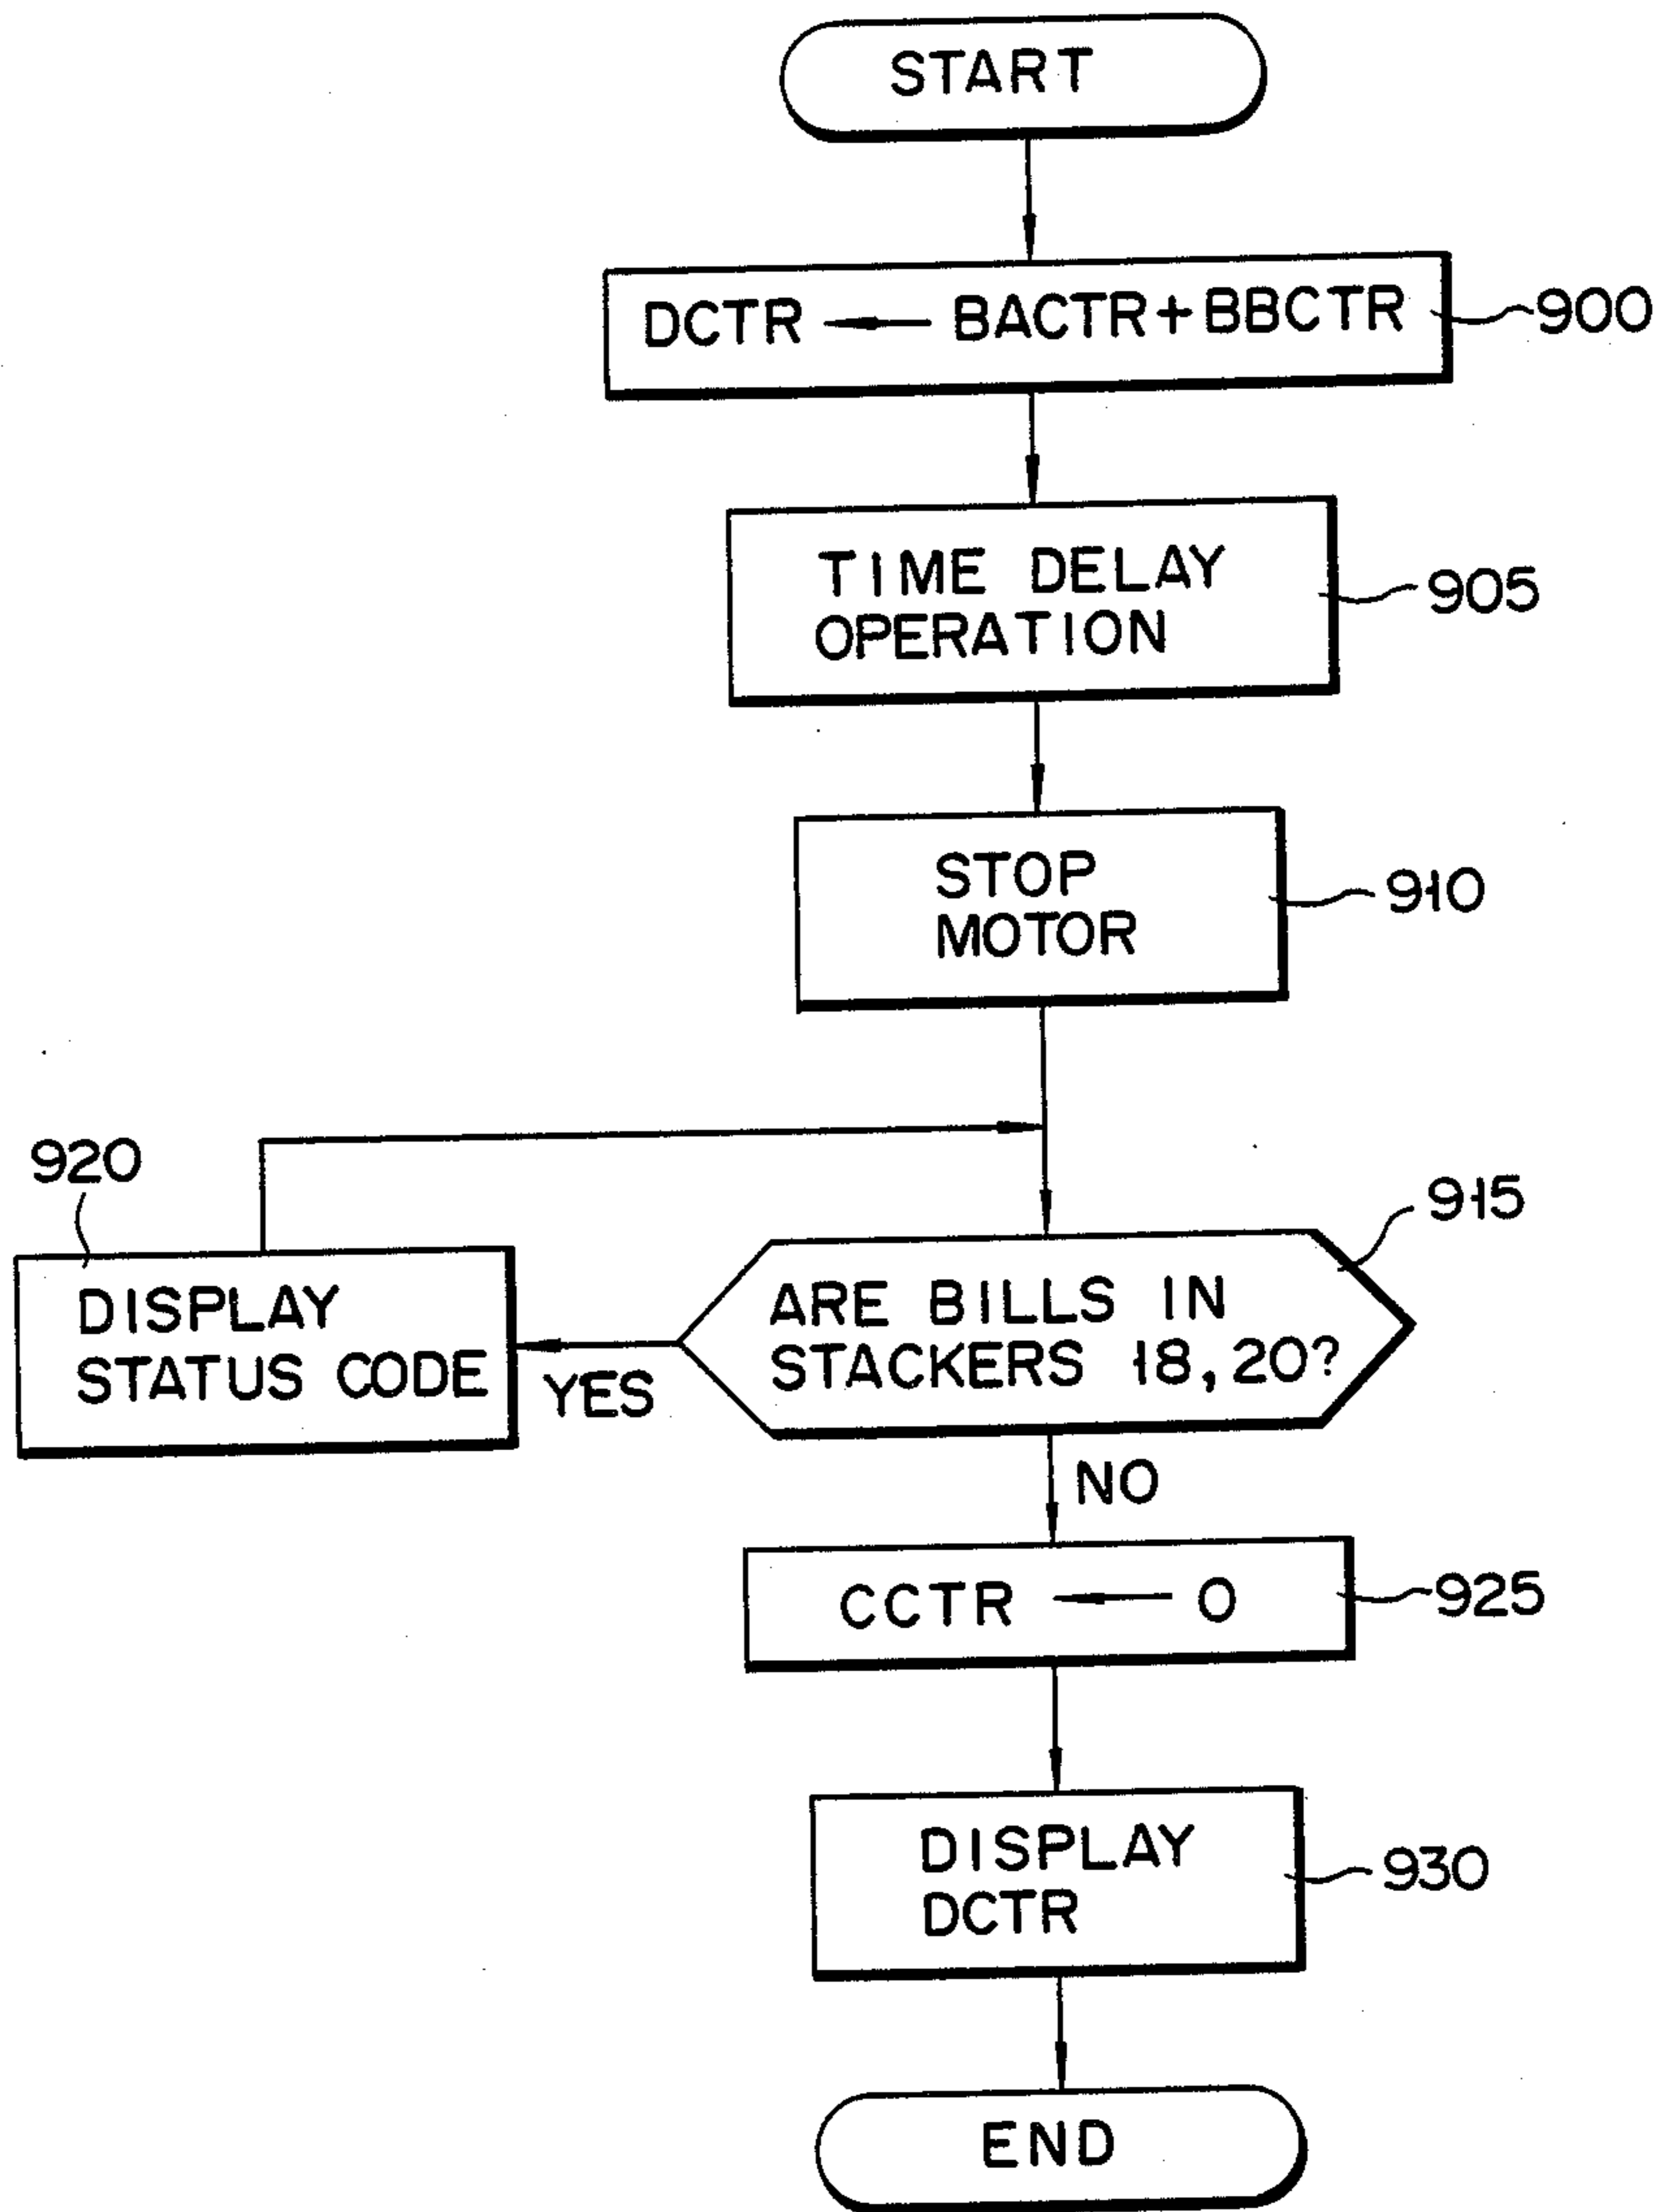 START
DCTR ← BACTR+BBCTR
900
TIME DELAY
OPERATION
905
STOP
MOTOR
910
920
915
DISPLAY
STATUS CODE
YES
ARE BILLS IN
STACKERS 18, 20?
NO
CCTR ← 0
925
DISPLAY
DCTR
930
END